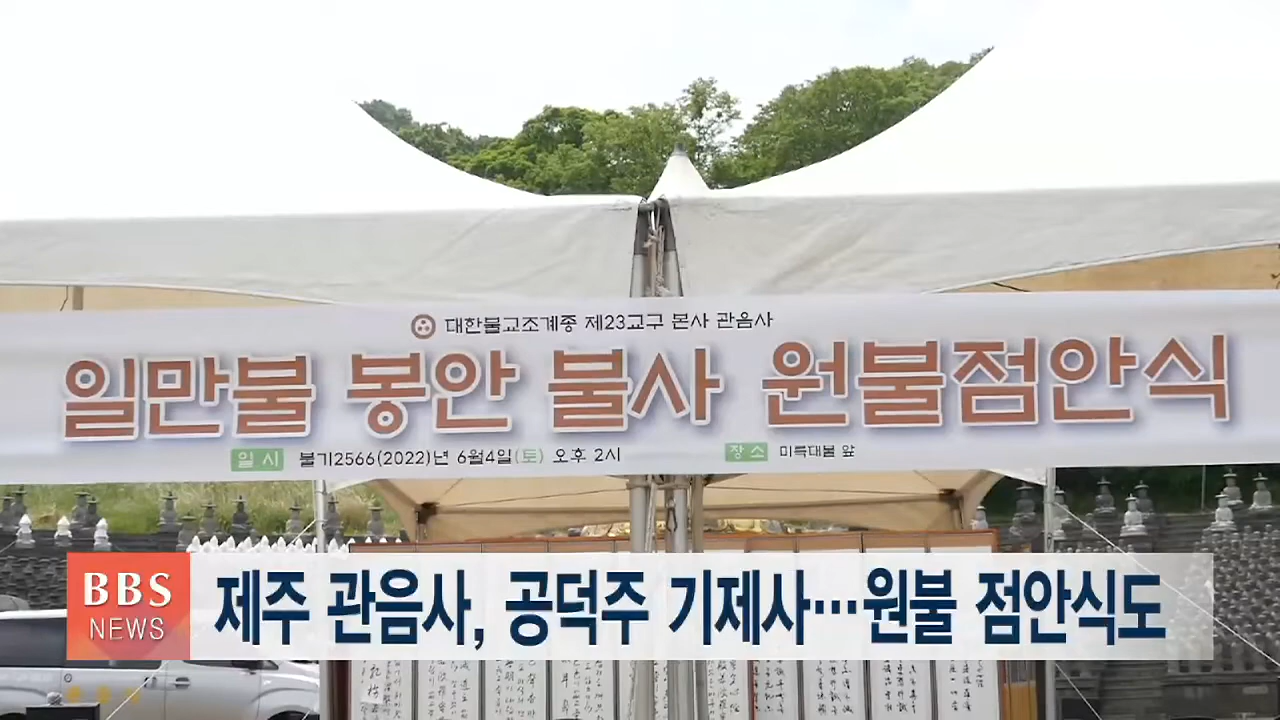 대한불교조계종 제23교구 본사 관음사
일만불 봉안 불사 원불점안식
일 시 불기2566(2022)년 6월4일(토) 오후 2시 장 소 미륵대불 앞
BBS
NEWS
제주 관음사, 공덕주 기제사…원불 점안식도